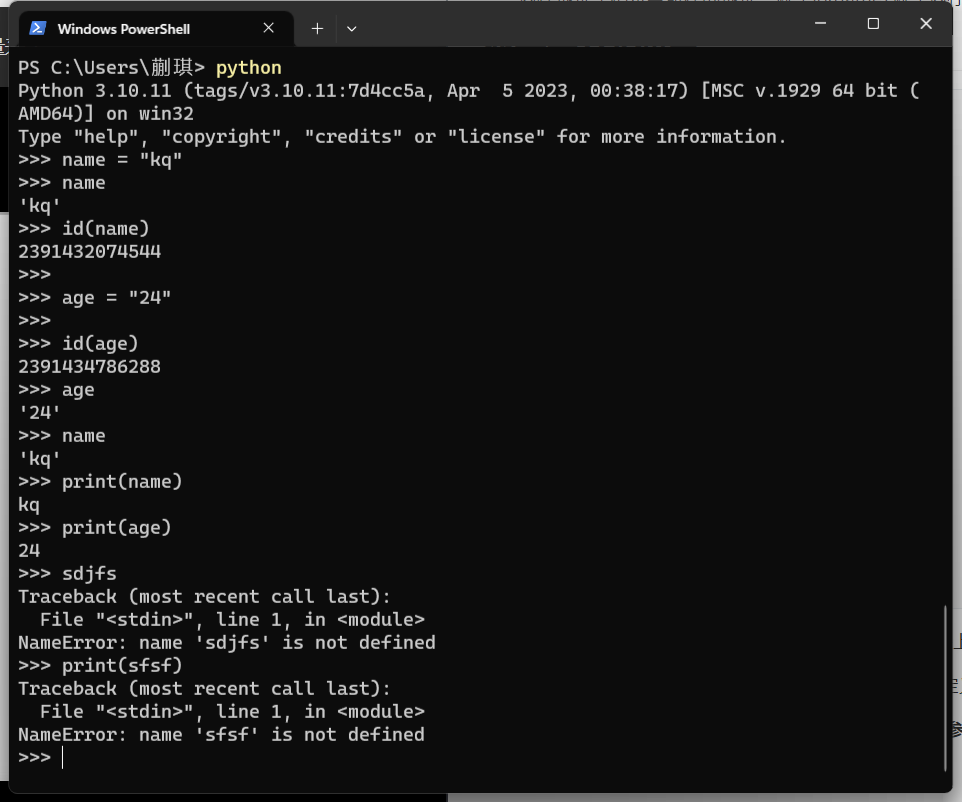 Windows PowerShell
PS C:\Users\蒯琪> python
Python 3.10.11 (tags/v3.10.11:7d4cc5a, Apr  5 2023, 00:38:17) [MSC v.1929 64 bit (
AMD64)] on win32
Type "help", "copyright", "credits" or "license" for more information.
>>> name = "kq"
>>> name
'kq'
>>> id(name)
2391432074544
>>>
>>> age = "24"
>>>
>>> id(age)
2391434786288
>>> age
'24'
>>> name
'kq'
>>> print(name)
kq
>>> print(age)
24
>>> sdjfs
Traceback (most recent call last):
  File "<stdin>", line 1, in <module>
NameError: name 'sdjfs' is not defined
>>> print(sfsf)
Traceback (most recent call last):
  File "<stdin>", line 1, in <module>
NameError: name 'sfsf' is not defined
>>>